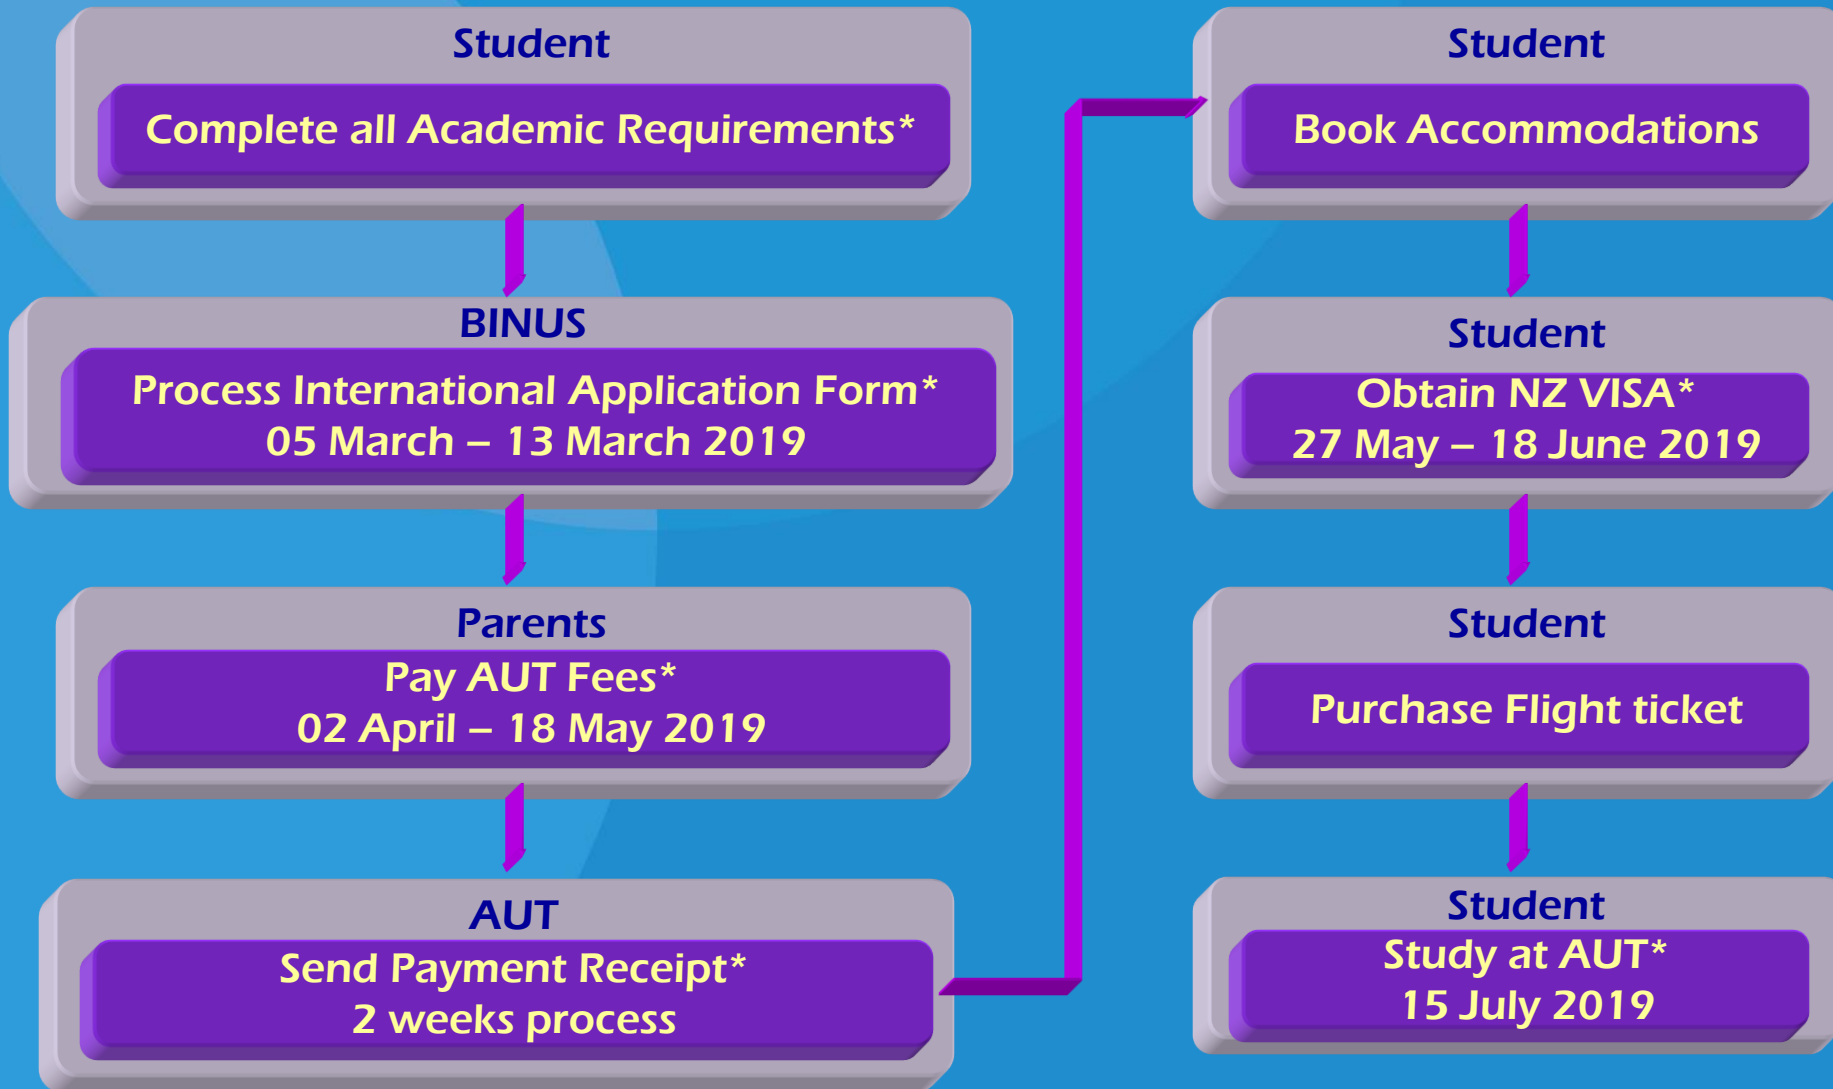 Student
Complete all Academic Requirements*
BINUS
Process International Application Form*
05 March – 13 March 2019
Parents
Pay AUT Fees*
02 April – 18 May 2019
AUT
Send Payment Receipt*
2 weeks process
Student
Book Accommodations
Student
Obtain NZ VISA*
27 May – 18 June 2019
Student
Purchase Flight ticket
Student
Study at AUT*
15 July 2019